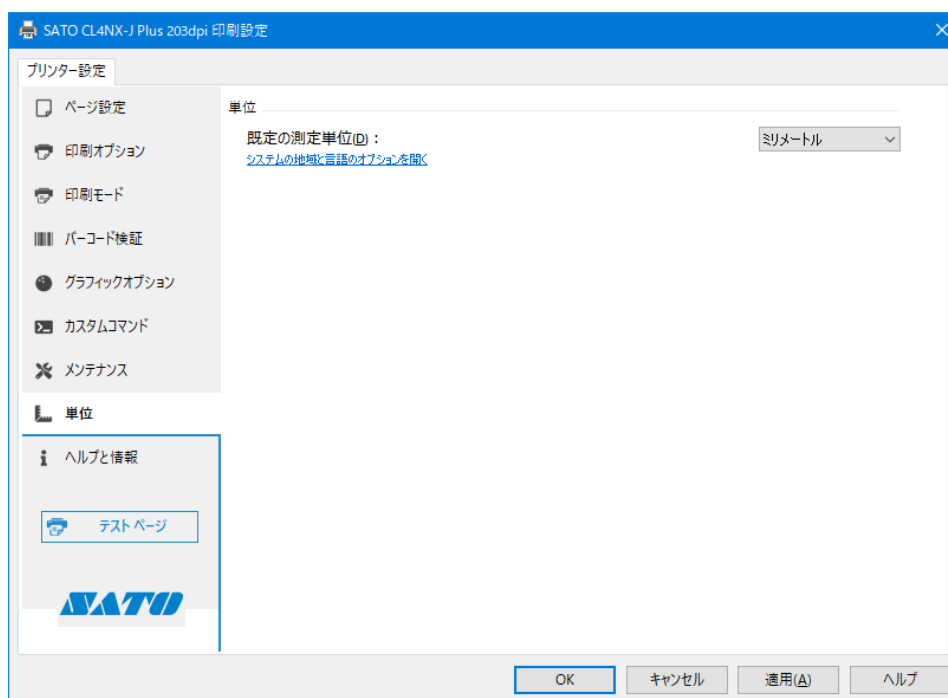 SATO CL4NX-J Plus 203dpi 印刷設定
プリンター設定
ページ設定
印刷オプション
印刷モード
バーコード検証
グラフィックオプション
カスタムコマンド
メンテナンス
単位
ヘルプと情報
テスト ページ
SATO
単位
既定の測定単位(D):
ミリメートル
システムの地域と言語のオプションを開く
OK
キャンセル
適用(A)
ヘルプ